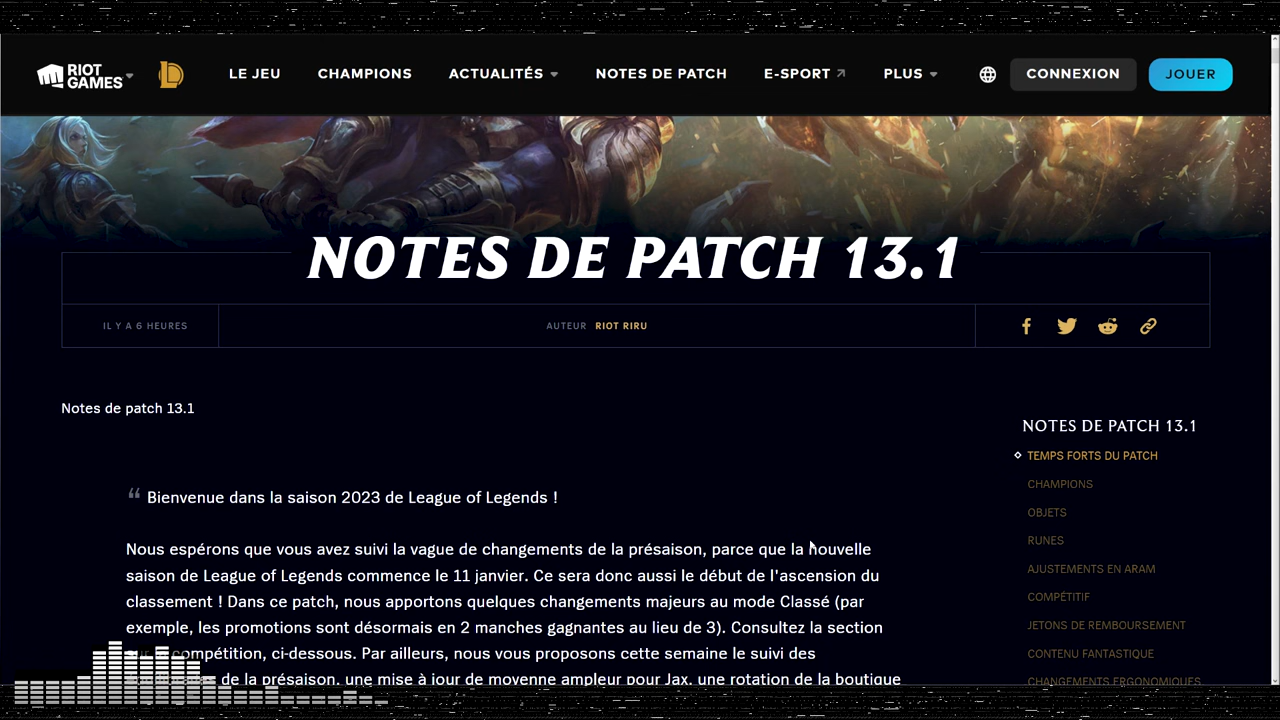 RIOT GAMES
LE JEU
CHAMPIONS
ACTUALITÉS
NOTES DE PATCH
E-SPORT
PLUS
CONNEXION
JOUER
NOTES DE PATCH 13.1
IL Y A 6 HEURES
AUTEUR RIOT RIRU
Notes de patch 13.1
“ Bienvenue dans la saison 2023 de League of Legends !
Nous espérons que vous avez suivi la vague de changements de la présaison, parce que la nouvelle
saison de League of Legends commence le 11 janvier. Ce sera donc aussi le début de l'ascension du
classement ! Dans ce patch, nous apportons quelques changements majeurs au mode Classé (par
exemple, les promotions sont désormais en 2 manches gagnantes au lieu de 3). Consultez la section
compétition, ci-dessous. Par ailleurs, nous vous proposons cette semaine le suivi des
de la présaison, une mise à jour de moyenne ampleur pour Jax, une rotation de la boutique
NOTES DE PATCH 13.1
TEMPS FORTS DU PATCH
CHAMPIONS
OBJETS
RUNES
AJUSTEMENTS EN ARAM
COMPÉTITIF
JETONS DE REMBOURSEMENT
CONTENU FANTASTIQUE
CHANGEMENTS ERGONOMIQUES